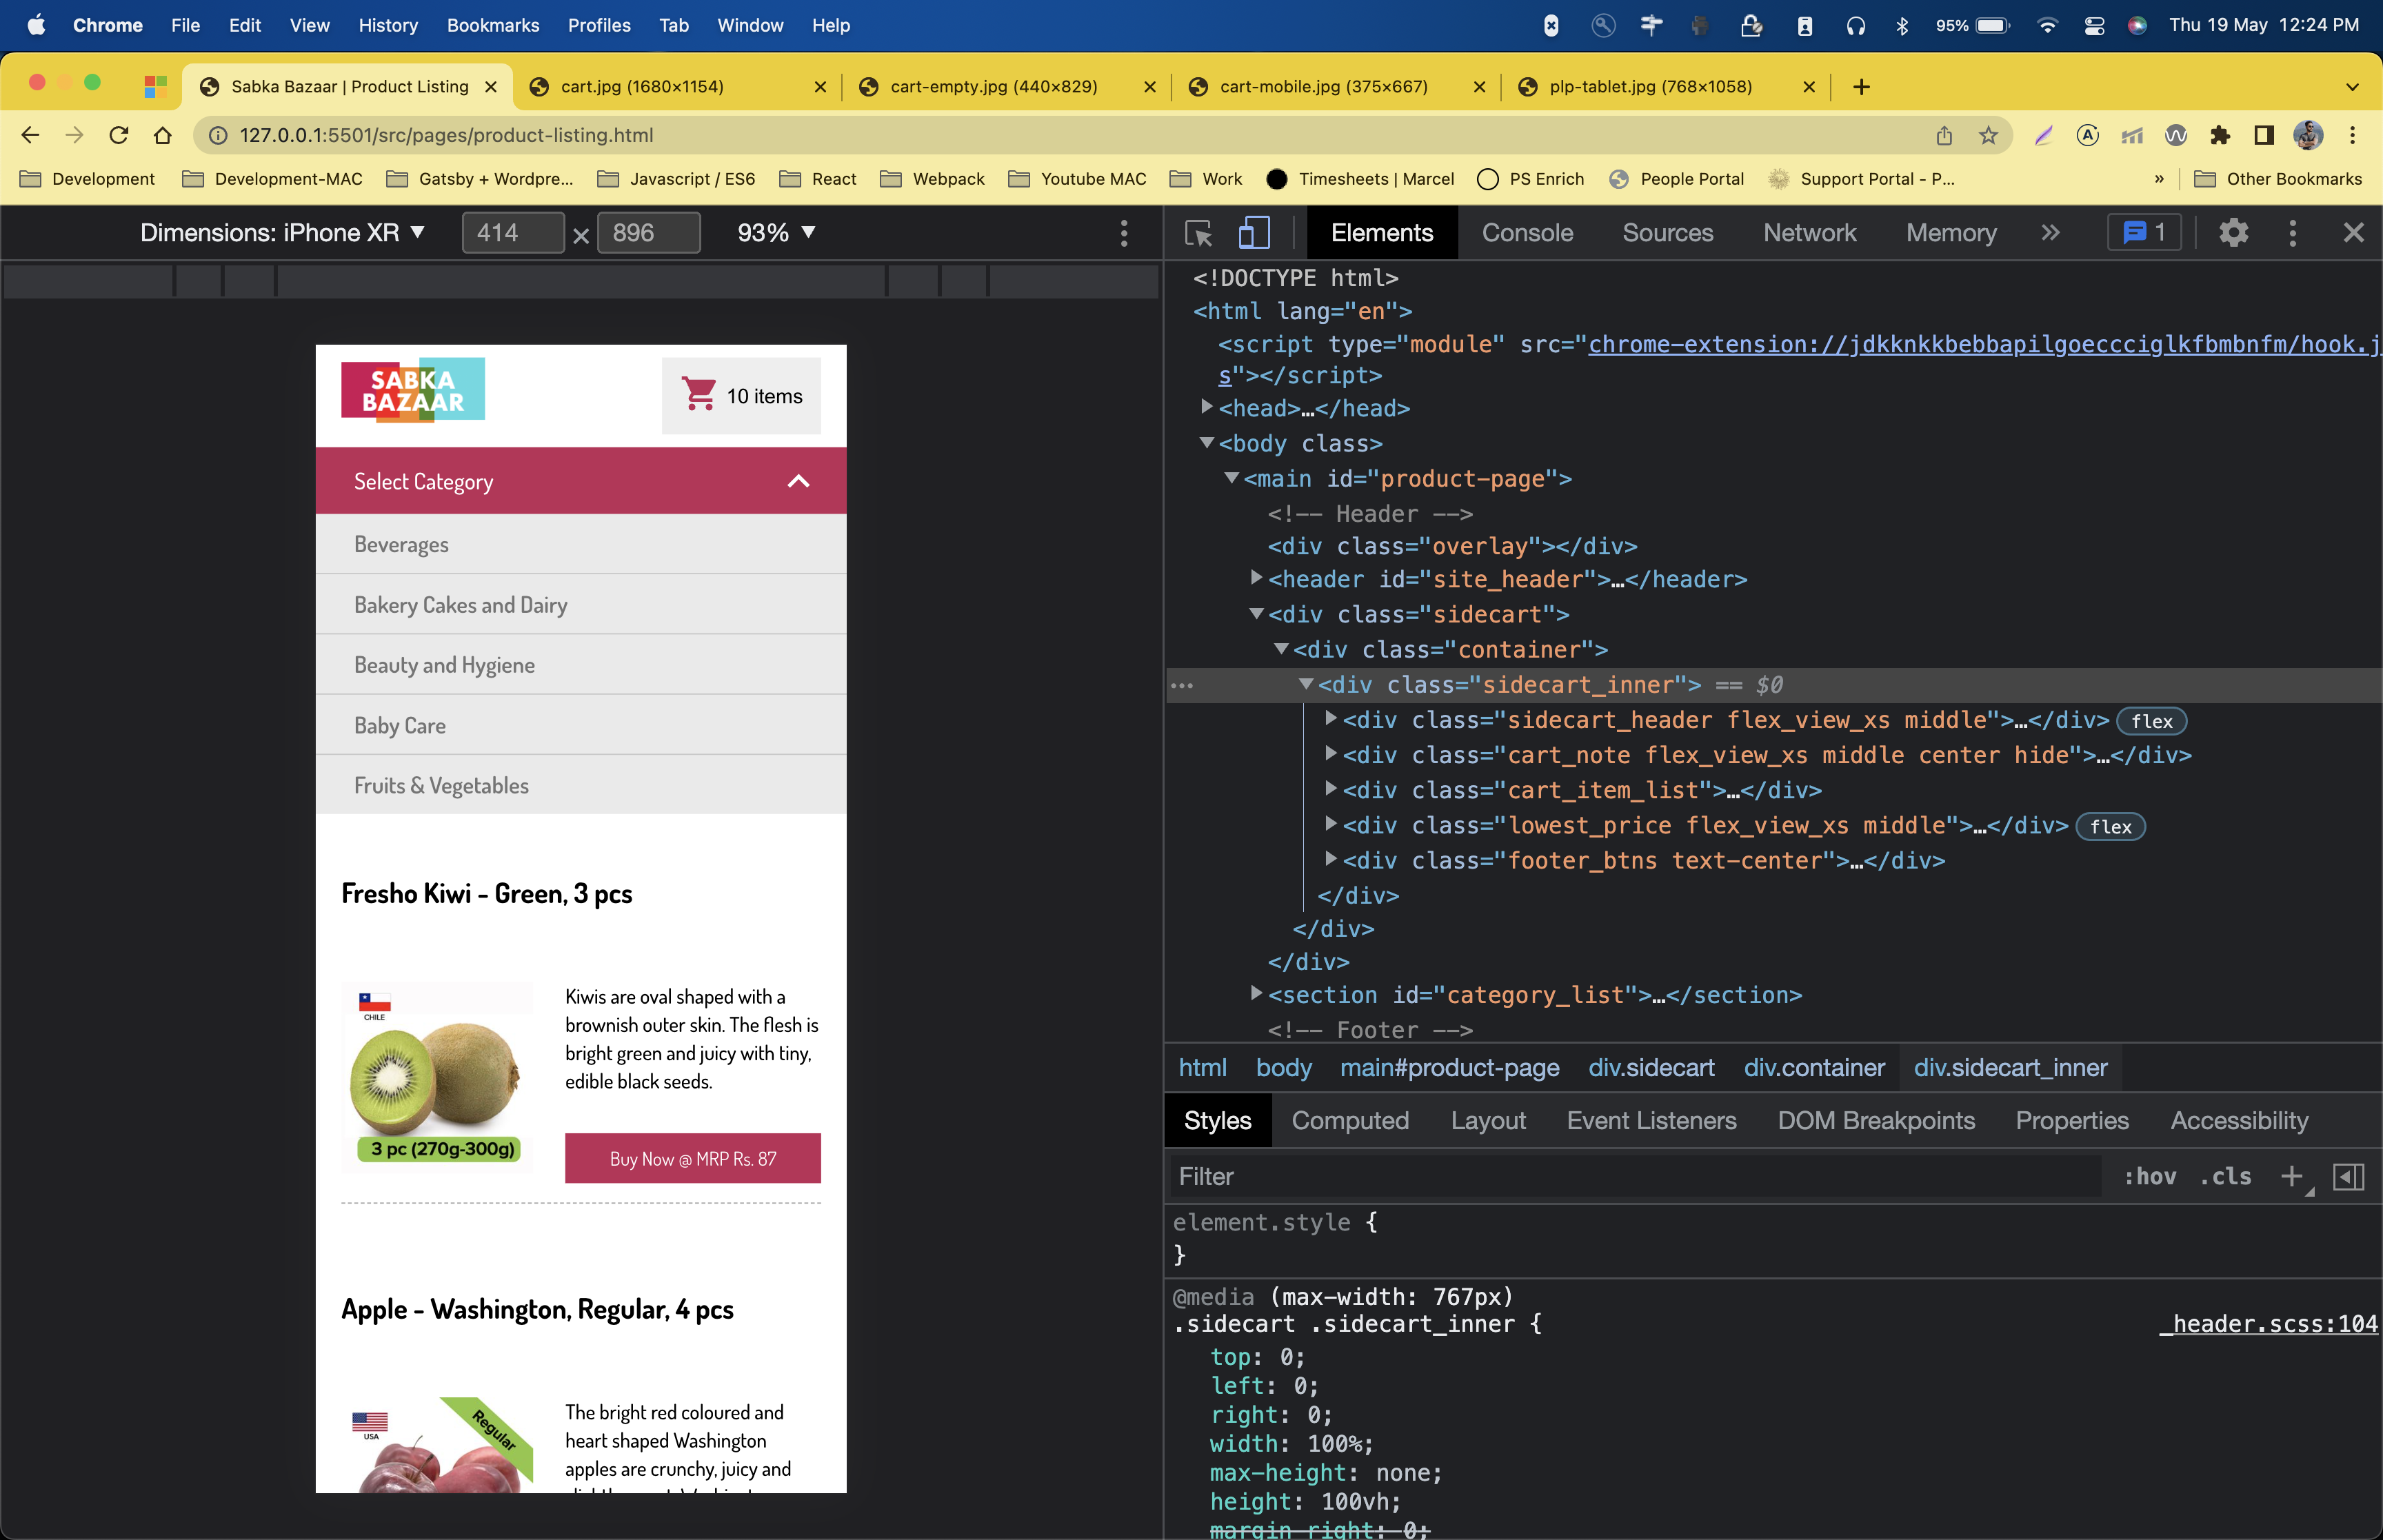 Chrome File Edit View History Bookmarks Profiles Tab Window Help 95% Thu 19 May 12:24 PM
Sabka Bazaar | Product Listing cart.jpg (1680×1154) cart-empty.jpg (440×829) cart-mobile.jpg (375×667) plp-tablet.jpg (768×1058)
127.0.0.1:5501/src/pages/product-listing.html
Development Development-MAC Gatsby + Wordpre... Javascript / ES6 React Webpack Youtube MAC Work Timesheets | Marcel PS Enrich People Portal Support Portal - P... » Other Bookmarks
Dimensions: iPhone XR 414 × 896 93%
SABKA
BAZAAR
10 items
Select Category
Beverages
Bakery Cakes and Dairy
Beauty and Hygiene
Baby Care
Fruits & Vegetables
Fresho Kiwi - Green, 3 pcs
CHILE
3 pc (270g-300g)
Kiwis are oval shaped with a
brownish outer skin. The flesh is
bright green and juicy with tiny,
edible black seeds.
Buy Now @ MRP Rs. 87
Apple - Washington, Regular, 4 pcs
USA
Regular
The bright red coloured and
heart shaped Washington
apples are crunchy, juicy and
Elements Console Sources Network Memory » 1
<!DOCTYPE html>
<html lang="en">
<script type="module" src="chrome-extension://jdkknkkbebbapilgoeccciglkfbmbnfm/hook.j
s"></script>
<head>…</head>
<body class>
<main id="product-page">
<!-- Header -->
<div class="overlay"></div>
<header id="site_header">…</header>
<div class="sidecart">
<div class="container">
<div class="sidecart_inner"> == $0
<div class="sidecart_header flex_view_xs middle">…</div> flex
<div class="cart_note flex_view_xs middle center hide">…</div>
<div class="cart_item_list">…</div>
<div class="lowest_price flex_view_xs middle">…</div> flex
<div class="footer_btns text-center">…</div>
</div>
</div>
</div>
<section id="category_list">…</section>
<!-- Footer -->
html body main#product-page div.sidecart div.container div.sidecart_inner
Styles Computed Layout Event Listeners DOM Breakpoints Properties Accessibility
Filter :hov .cls +
element.style {
}
@media (max-width: 767px)
.sidecart .sidecart_inner { _header.scss:104
top: 0;
left: 0;
right: 0;
width: 100%;
max-height: none;
height: 100vh;
margin-right: 0;